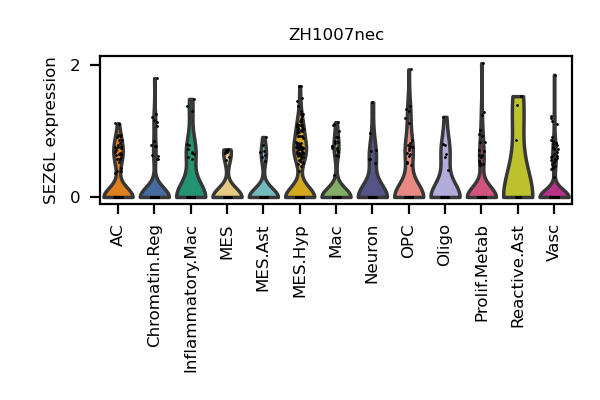 ZH1007nec
SEZ6L expression
2
0
AC
Chromatin.Reg
Inflammatory.Mac
MES
MES.Ast
MES.Hyp
Mac
Neuron
OPC
Oligo
Prolif.Metab
Reactive.Ast
Vasc